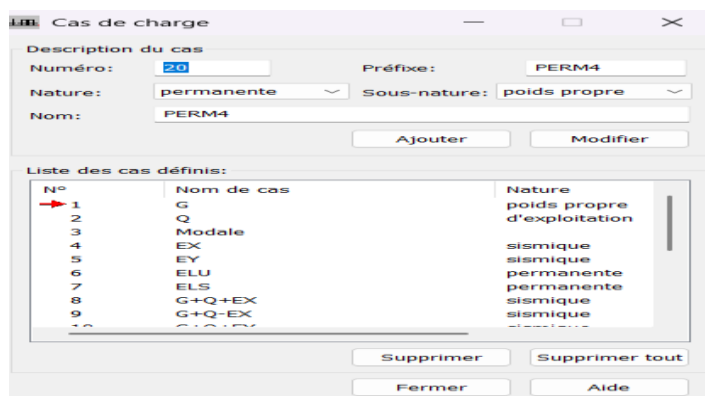 Cas de charge
Description du cas
Numéro: 20 Préfixe: PERM4
Nature: permanente Sous-nature: poids propre
Nom: PERM4
Ajouter Modifier
Liste des cas définis:
N° Nom de cas Nature
1 G poids propre
2 Q d'exploitation
3 Modale
4 EX sismique
5 EY sismique
6 ELU permanente
7 ELS permanente
8 G+Q+EX sismique
9 G+Q-EX sismique
Supprimer Supprimer tout
Fermer Aide